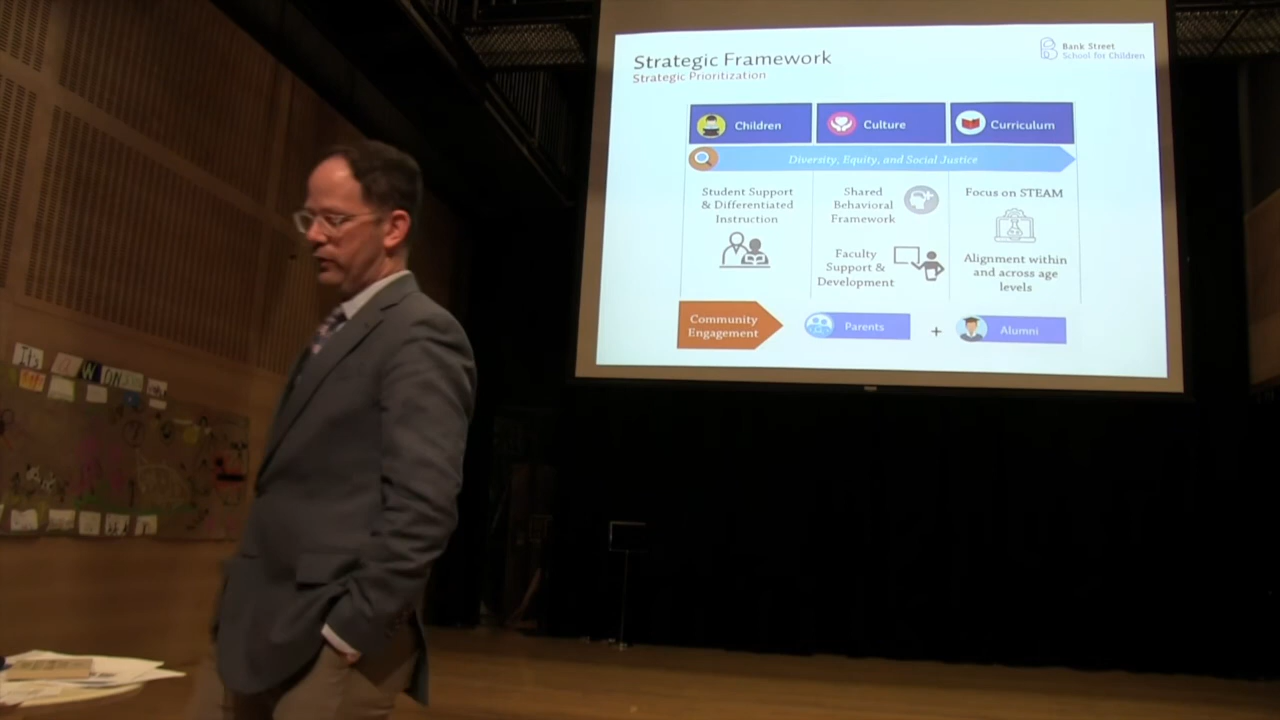 Strategic Framework
Strategic Prioritization
Bank Street
School for Children
Children
Culture
Curriculum
Diversity, Equity, and Social Justice
Student Support
& Differentiated
Instruction
Shared
Behavioral
Framework
Faculty
Support &
Development
Focus on STEAM
Alignment within
and across age
levels
Community
Engagement
Parents
+
Alumni
It's